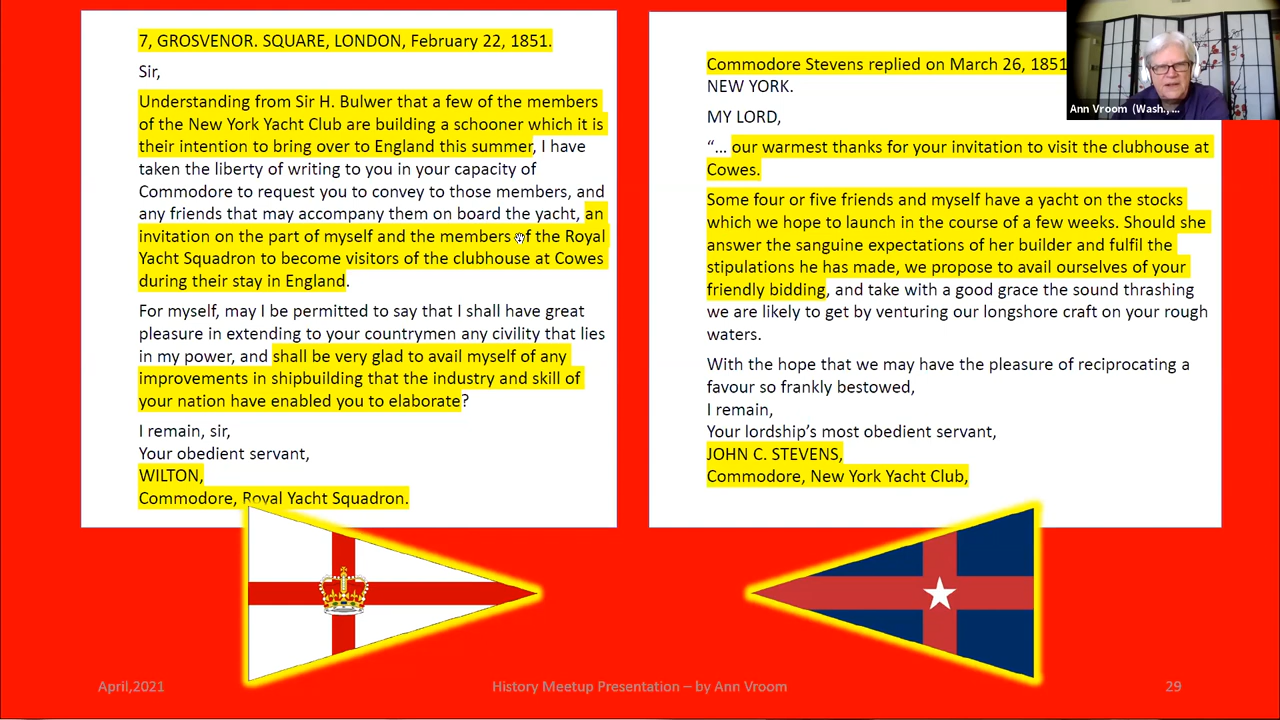 7, GROSVENOR. SQUARE, LONDON, February 22, 1851.
Sir,
Understanding from Sir H. Bulwer that a few of the members
of the New York Yacht Club are building a schooner which it is
their intention to bring over to England this summer, I have
taken the liberty of writing to you in your capacity of
Commodore to request you to convey to those members, and
any friends that may accompany them on board the yacht, an
invitation on the part of myself and the members of the Royal
Yacht Squadron to become visitors of the clubhouse at Cowes
during their stay in England.
For myself, may I be permitted to say that I shall have great
pleasure in extending to your countrymen any civility that lies
in my power, and shall be very glad to avail myself of any
improvements in shipbuilding that the industry and skill of
your nation have enabled you to elaborate?
I remain, sir,
Your obedient servant,
WILTON,
Commodore, Royal Yacht Squadron.
Commodore Stevens replied on March 26, 1851
NEW YORK.
MY LORD,
“... our warmest thanks for your invitation to visit the clubhouse at
Cowes.
Some four or five friends and myself have a yacht on the stocks
which we hope to launch in the course of a few weeks. Should she
answer the sanguine expectations of her builder and fulfil the
stipulations he has made, we propose to avail ourselves of your
friendly bidding, and take with a good grace the sound thrashing
we are likely to get by venturing our longshore craft on your rough
waters.
With the hope that we may have the pleasure of reciprocating a
favour so frankly bestowed,
I remain,
Your lordship’s most obedient servant,
JOHN C. STEVENS,
Commodore, New York Yacht Club,
Ann Vroom (Wash., ...
April,2021
History Meetup Presentation – by Ann Vroom
29